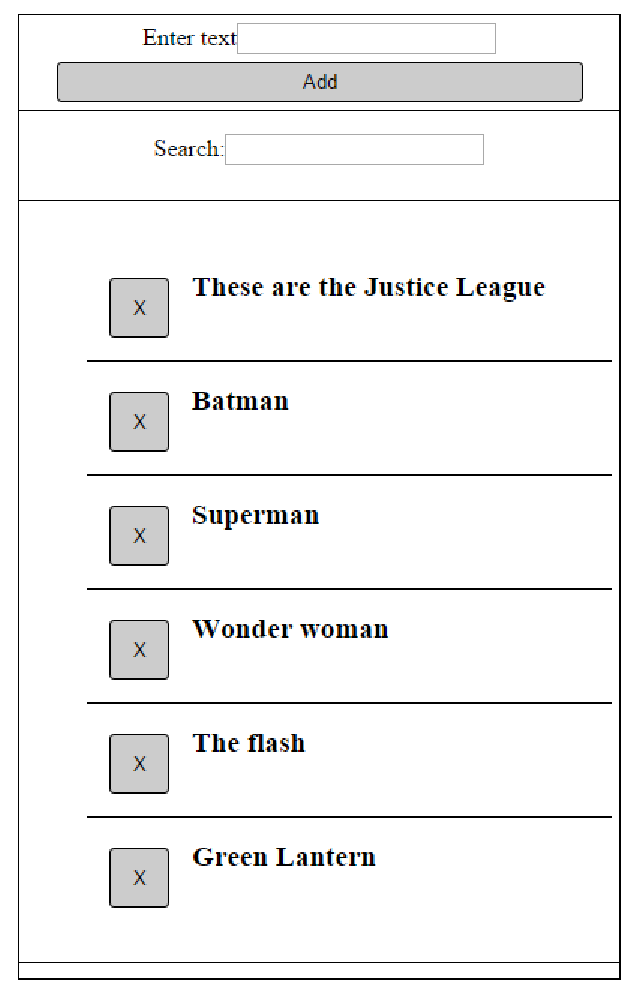 Enter text
Add
Search:
X These are the Justice League
X Batman
X Superman
X Wonder woman
X The flash
X Green Lantern